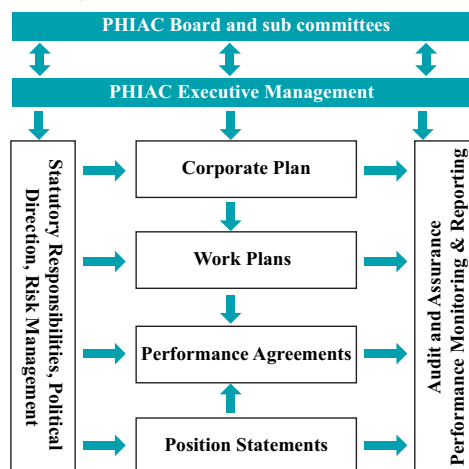 PHIAC Board and sub committees
PHIAC Executive Management
Statutory Responsibilities, Political
Direction, Risk Management
Corporate Plan
Work Plans
Performance Agreements
Position Statements
Audit and Assurance
Performance Monitoring & Reporting